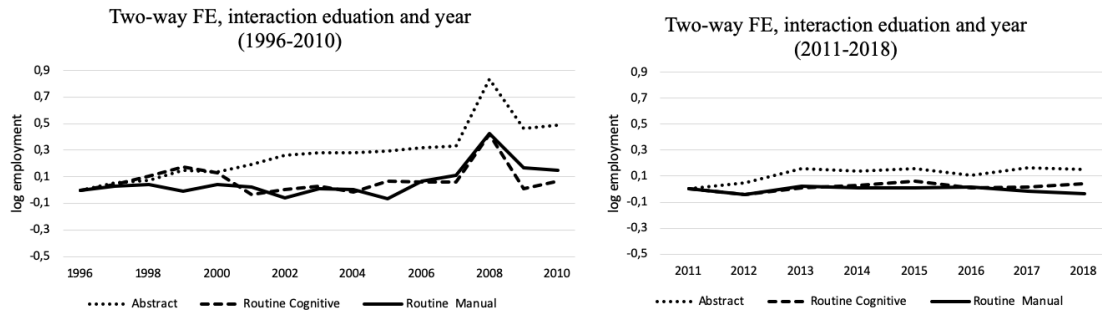 Two-way FE, interaction eduation and year
(1996-2010)
0,9
0,7
0,5
0,3
0,1
-0,1
-0,3
-0,5
log employment
1996 1998 2000 2002 2004 2006 2008 2010
Abstract Routine Cognitive Routine Manual
Two-way FE, interaction eduation and year
(2011-2018)
0,9
0,7
0,5
0,3
0,1
-0,1
-0,3
-0,5
log employment
2011 2012 2013 2014 2015 2016 2017 2018
Abstract Routine Cognitive Routine Manual